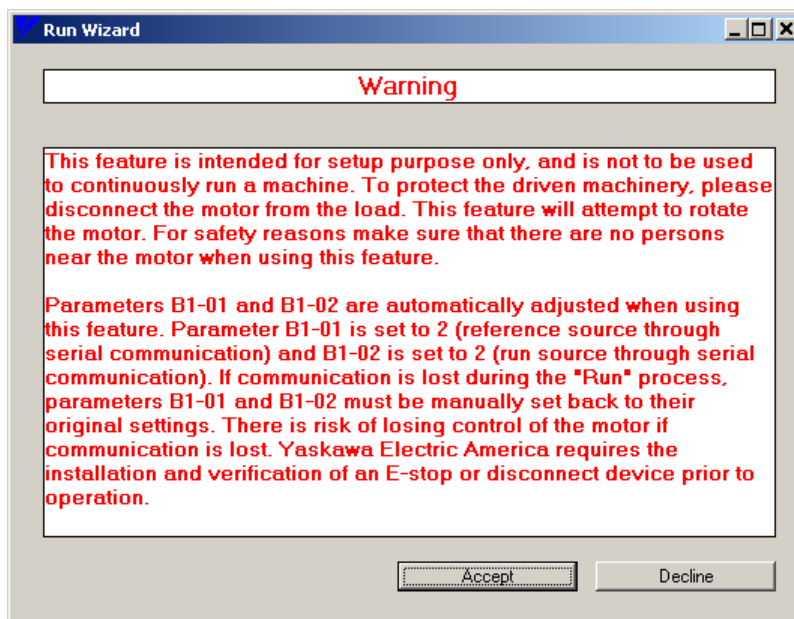 Run Wizard
Warning
This feature is intended for setup purpose only, and is not to be used
to continuously run a machine. To protect the driven machinery, please
disconnect the motor from the load. This feature will attempt to rotate
the motor. For safety reasons make sure that there are no persons
near the motor when using this feature.
Parameters B1-01 and B1-02 are automatically adjusted when using
this feature. Parameter B1-01 is set to 2 (reference source through
serial communication) and B1-02 is set to 2 (run source through serial
communication). If communication is lost during the "Run" process,
parameters B1-01 and B1-02 must be manually set back to their
original settings. There is risk of losing control of the motor if
communication is lost. Yaskawa Electric America requires the
installation and verification of an E-stop or disconnect device prior to
operation.
Accept Decline